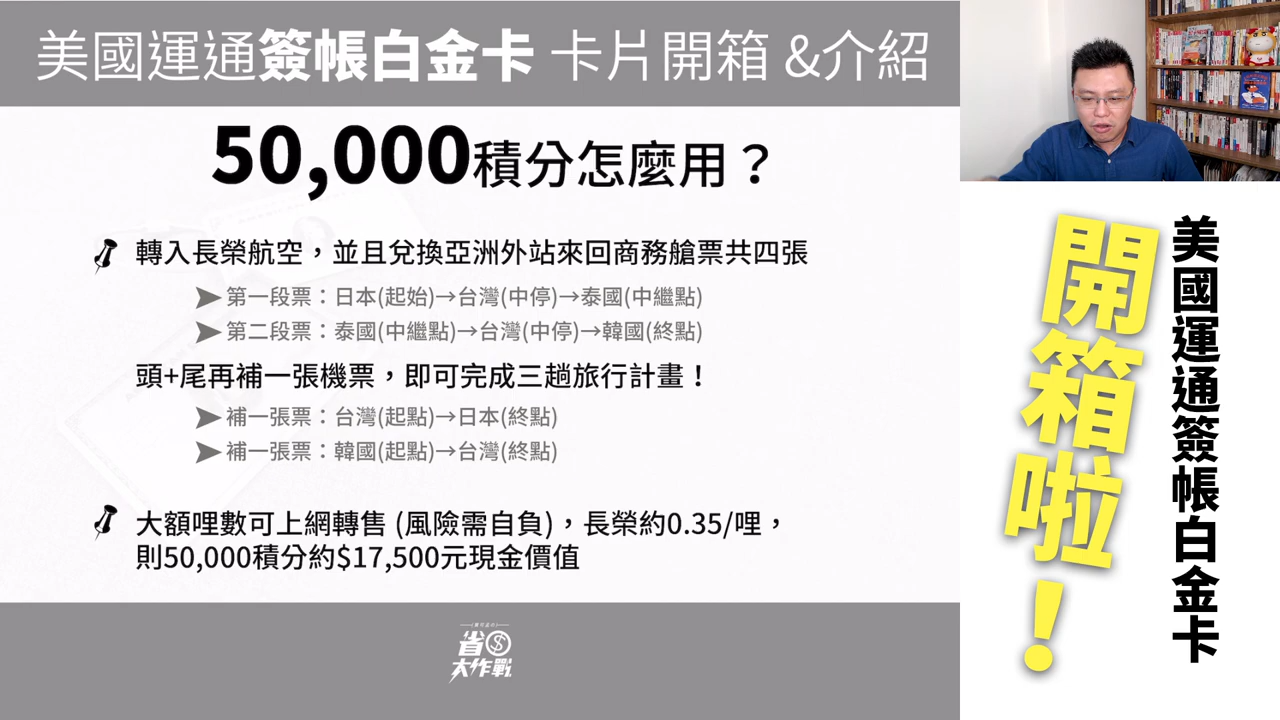 美國運通簽帳白金卡 卡片開箱 &介紹
50,000積分怎麼用？
轉入長榮航空，並且兌換亞洲外站來回商務艙票共四張
第一段票：日本(起始)→台灣(中停)→泰國(中繼點)
第二段票：泰國(中繼點)→台灣(中停)→韓國(終點)
頭+尾再補一張機票，即可完成三趟旅行計畫！
補一張票：台灣(起點)→日本(終點)
補一張票：韓國(起點)→台灣(終點)
大額哩數可上網轉售 (風險需自負)，長榮約0.35/哩，
則50,000積分約$17,500元現金價值
省
大作戰
美國運通簽帳白金卡
開箱啦！